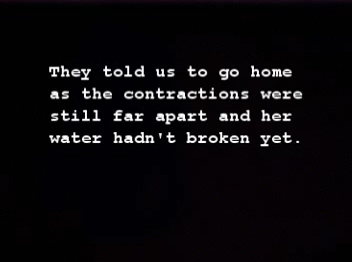 They told us to go home
as the contractions were
still far apart and her
water hadn't broken yet.